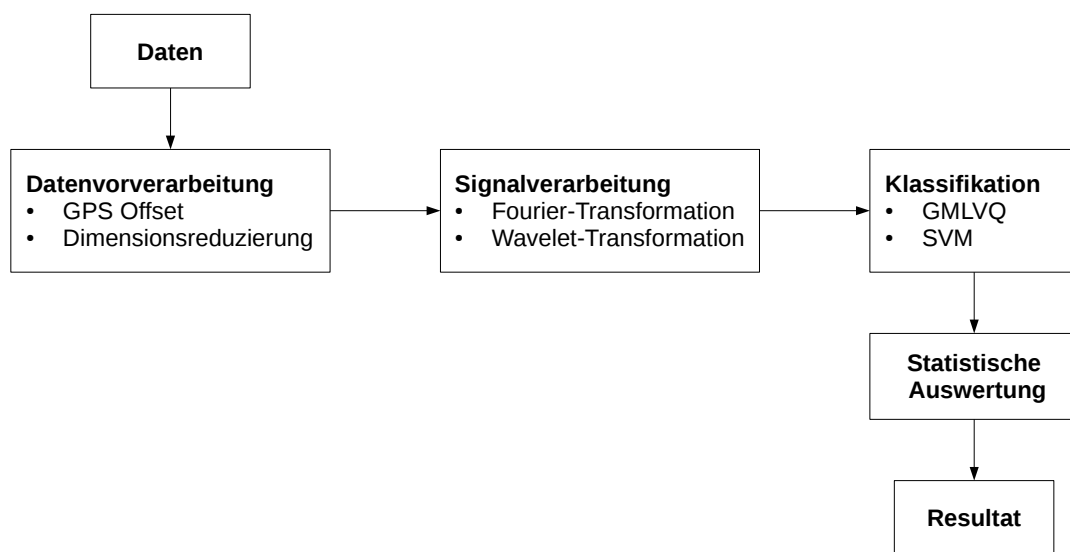 Daten
Datenvorverarbeitung
• GPS Offset
• Dimensionsreduzierung
Signalverarbeitung
• Fourier-Transformation
• Wavelet-Transformation
Klassifikation
• GMLVQ
• SVM
Statistische
Auswertung
Resultat